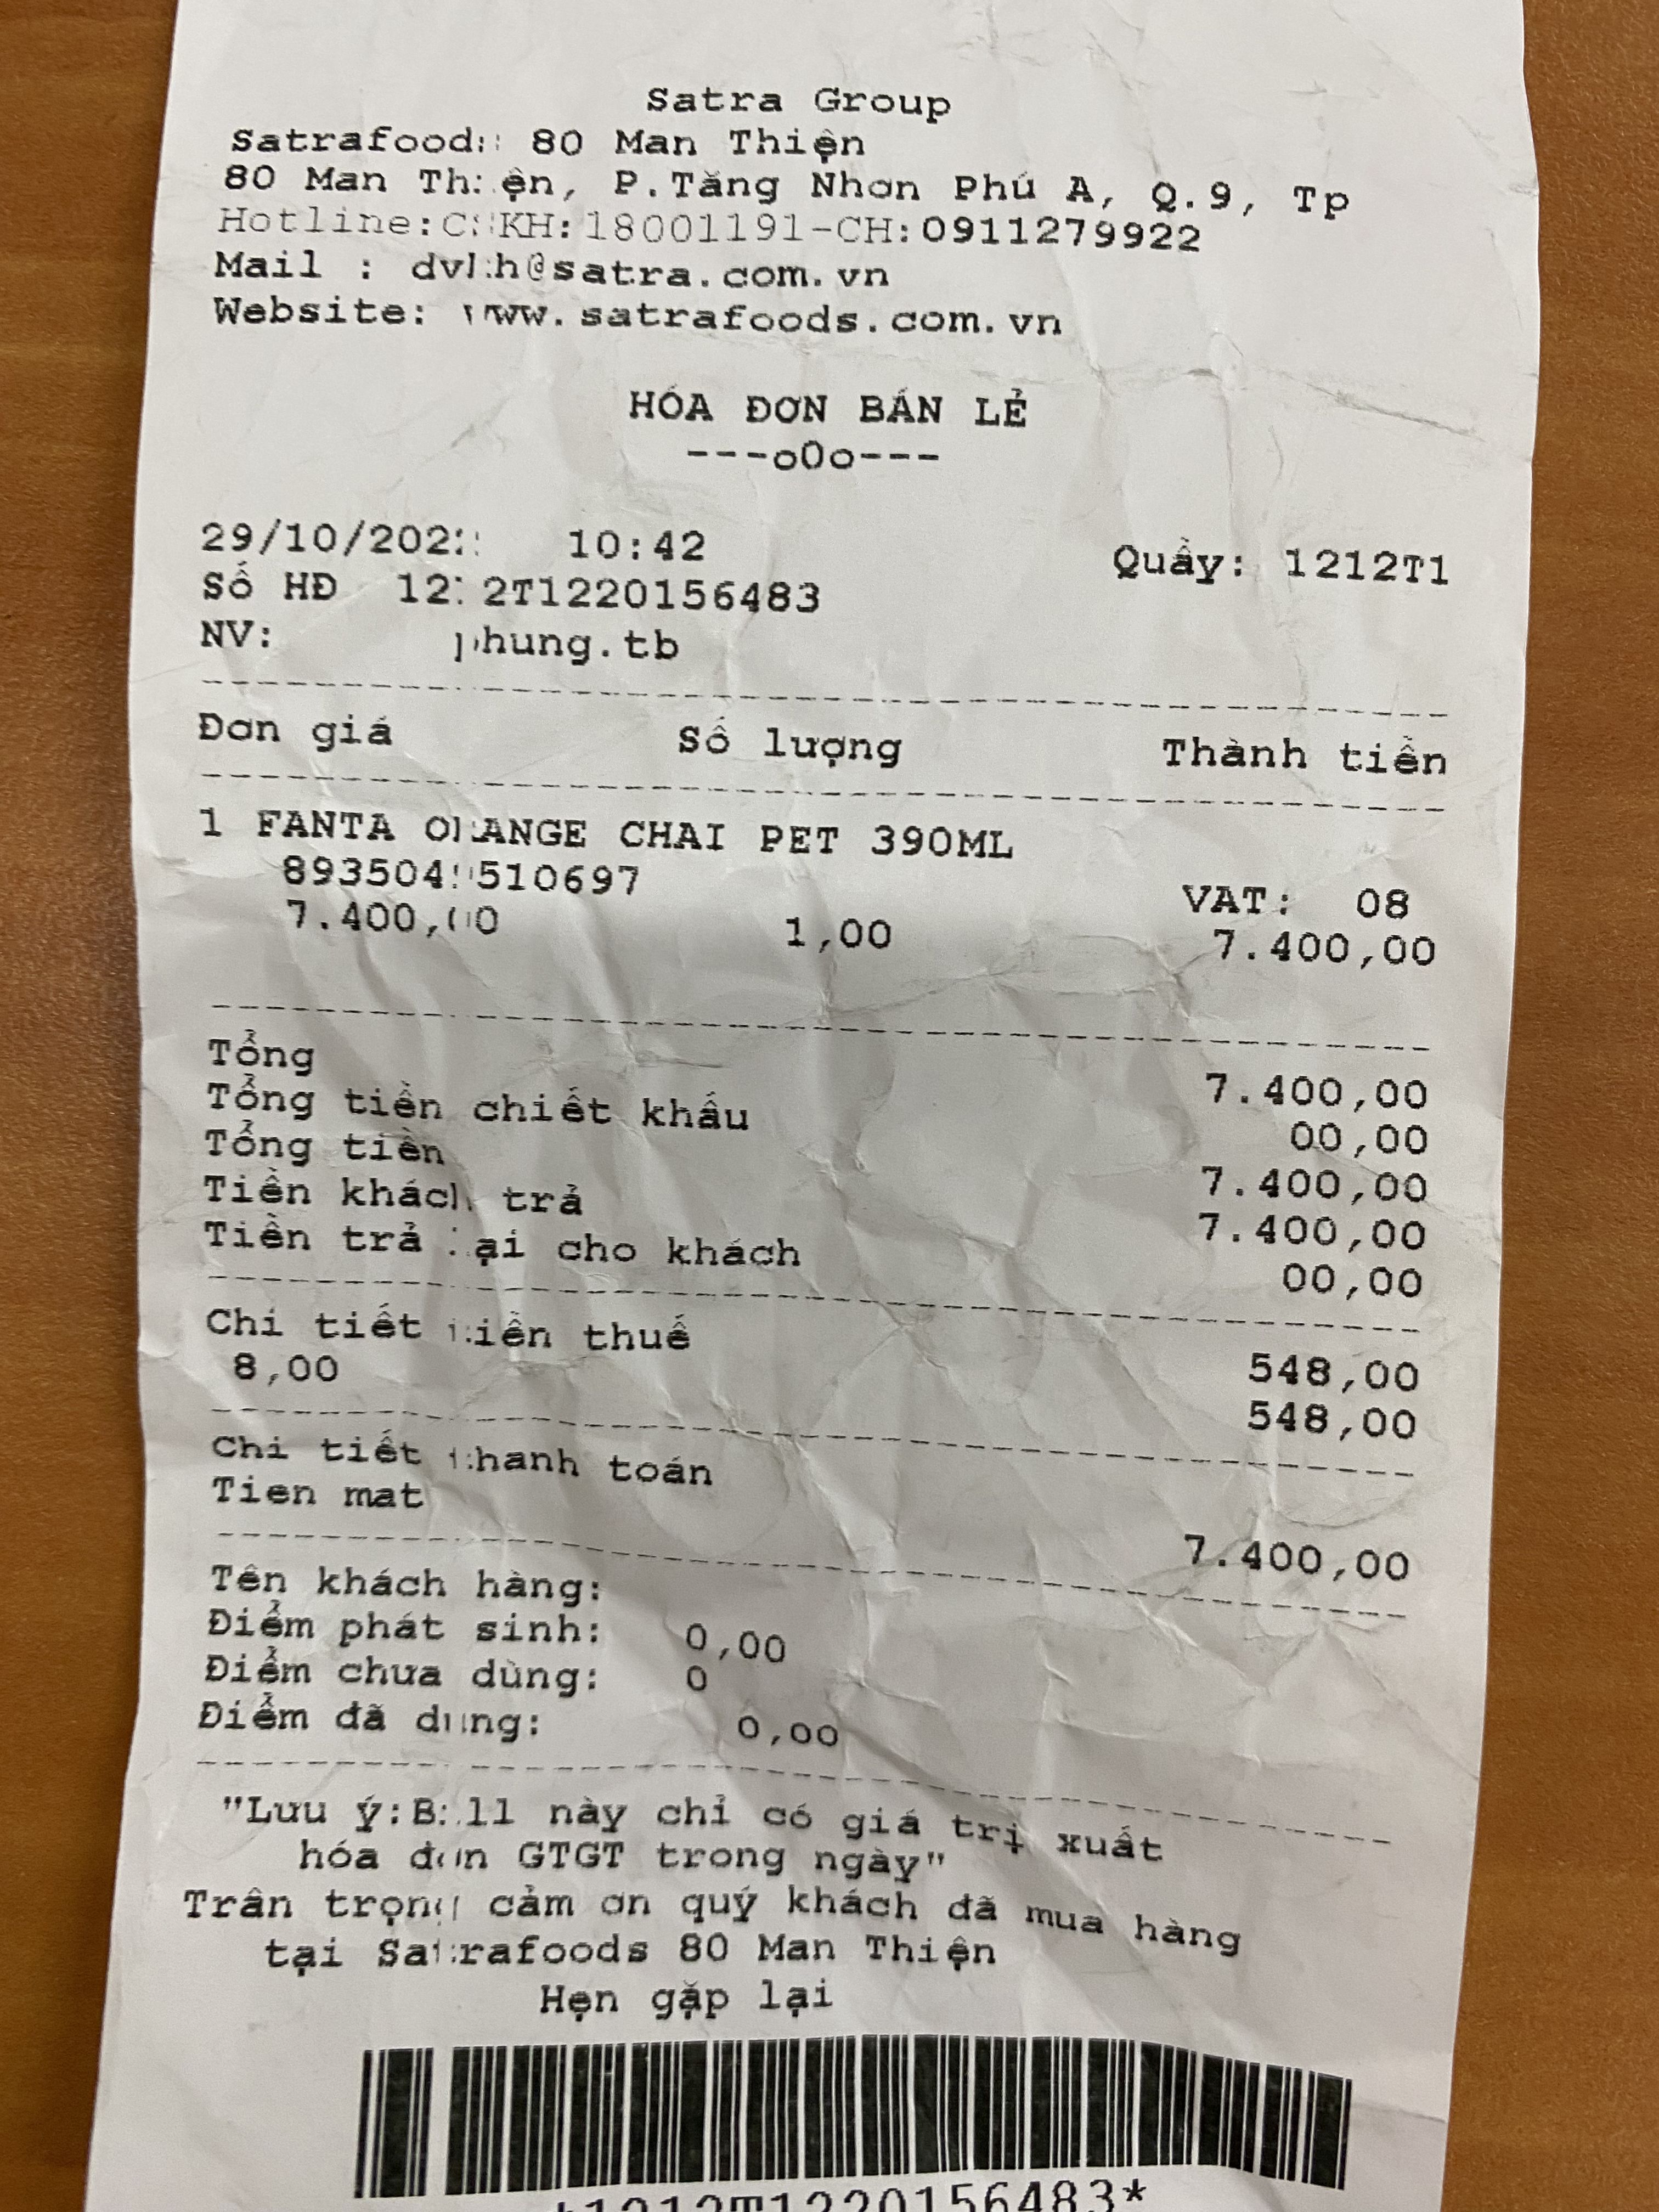 Satra Group
Satrafoods 80 Man Thiện
80 Man Thiện, P.Tăng Nhơn Phú A, Q.9, Tp
Hotline:CSKH:18001191-CH:0911279922
Mail : dvkh@satra.com.vn
Website: www.satrafoods.com.vn
HÓA ĐƠN BÁN LẺ
---o0o---
29/10/2022 10:42 Quầy: 1212T1
Số HĐ 1212T1220156483
NV: phung.tb
Đơn giá Số lượng Thành tiền
1 FANTA ORANGE CHAI PET 390ML
8935049510697 VAT: 08
7.400,00 1,00 7.400,00
Tổng 7.400,00
Tổng tiền chiết khấu 00,00
Tổng tiền 7.400,00
Tiền khách trả 7.400,00
Tiền trả lại cho khách 00,00
Chi tiết tiền thuế 548,00
8,00 548,00
Chi tiết thanh toán
Tien mat 7.400,00
Tên khách hàng:
Điểm phát sinh: 0,00
Điểm chưa dùng: 0
Điểm đã dùng: 0,00
"Lưu ý:Bill này chỉ có giá trị xuất
hóa đơn GTGT trong ngày"
Trân trọng cảm ơn quý khách đã mua hàng
tại Satrafoods 80 Man Thiện
Hẹn gặp lại
*1212T1220156483*